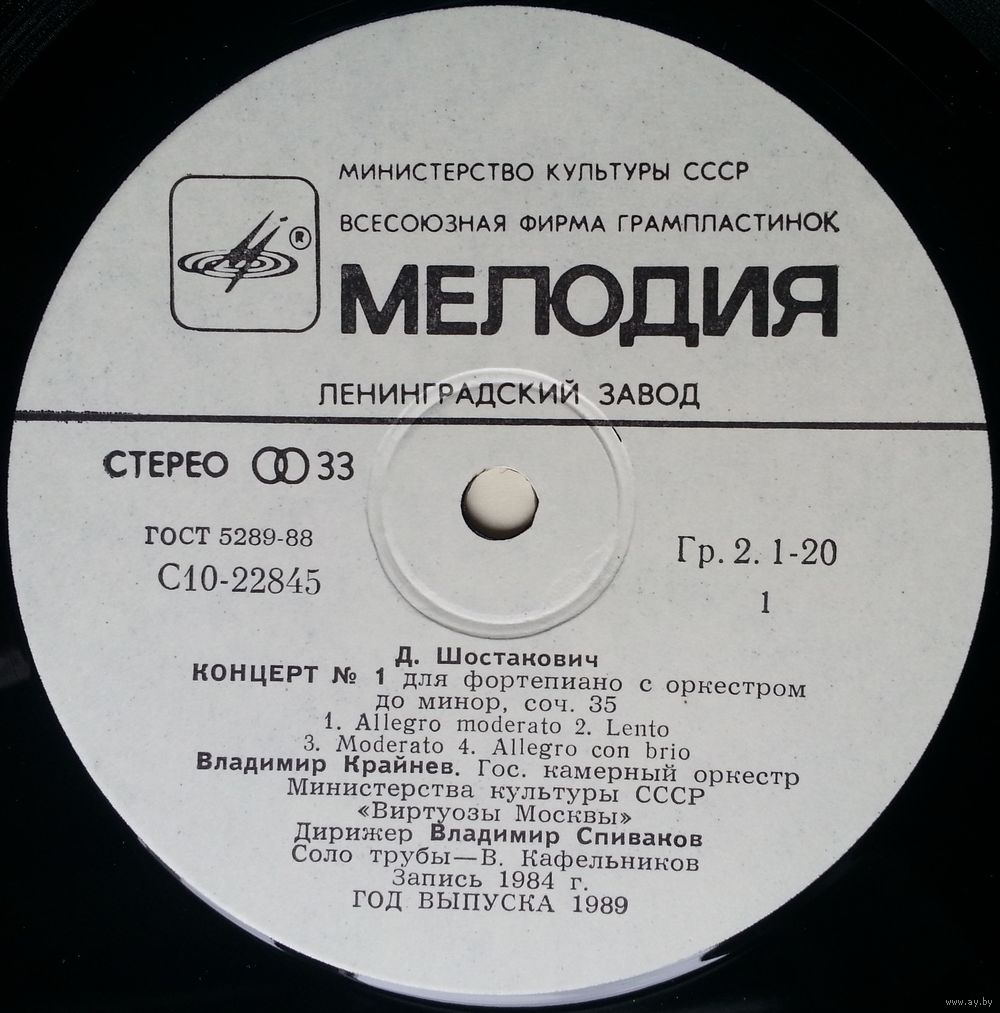 МИНИСТЕРСТВО КУЛЬТУРЫ СССР
ВСЕСОЮЗНАЯ ФИРМА ГРАМПЛАСТИНОК
®
МЕЛОДИЯ
ЛЕНИНГРАДСКИЙ ЗАВОД
СТЕРЕО 33
ГОСТ 5289-88
С10-22845
Гр. 2. 1-20
1
Д. Шостакович
КОНЦЕРТ № 1 для фортепиано с оркестром
до минор, соч. 35
1. Allegro moderato 2. Lento
3. Moderato 4. Allegro con brio
Владимир Крайнев. Гос. камерный оркестр
Министерства культуры СССР
«Виртуозы Москвы»
Дирижер Владимир Спиваков
Соло трубы—В. Кафельников
Запись 1984 г.
ГОД ВЫПУСКА 1989
www.ay.by